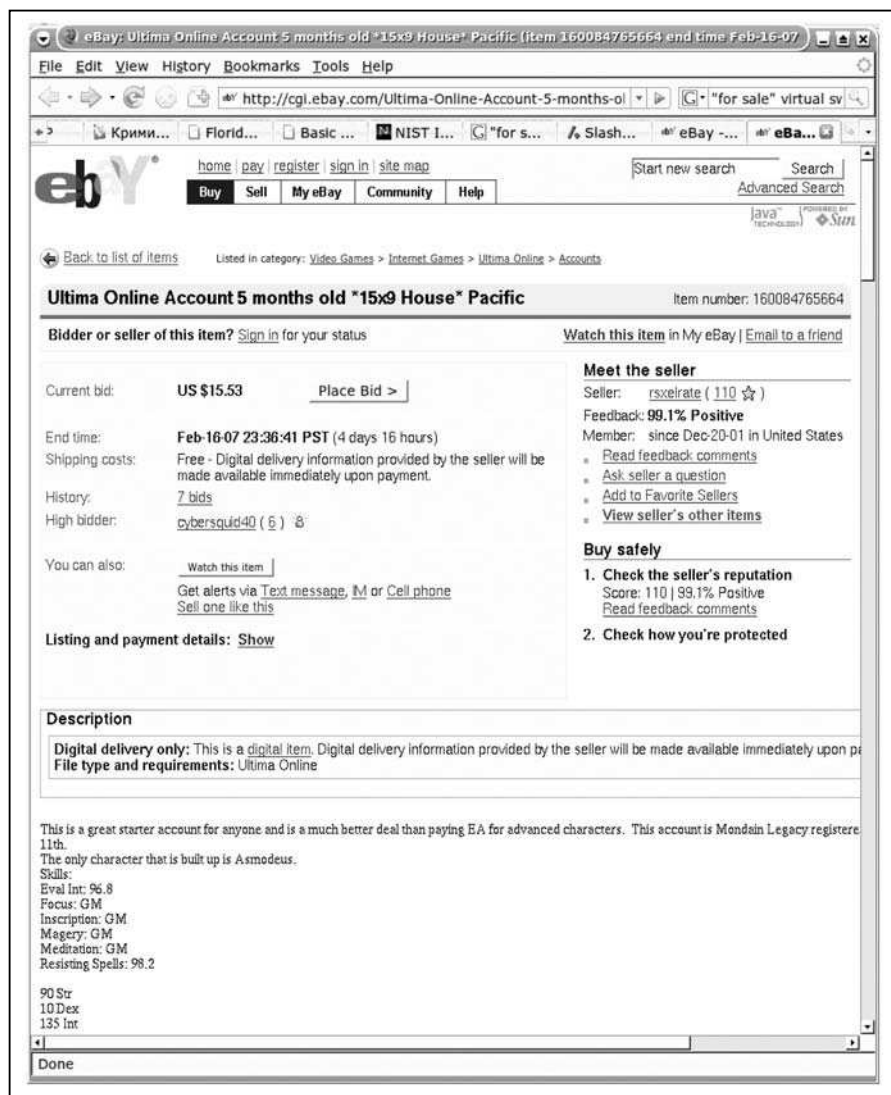 eBay: Ultima Online Account 5 months old *15x9 House* Pacific (item 160084765664 end time Feb-16-07
File Edit View History Bookmarks Tools Help
http://cgi.ebay.com/Ultima-Online-Account-5-months-ol "for sale" virtual sv
Крими... Florid... Basic ... NIST I... "for s... Slash... eBay -... eBa...
ebY home | pay | register | sign in | site map
Start new search Search
Buy Sell My eBay Community Help
Advanced Search
Java TECHNOLOGY POWERED BY Sun
Back to list of items Listed in category: Video Games > Internet Games > Ultima Online > Accounts
Ultima Online Account 5 months old *15x9 House* Pacific Item number: 160084765664
Bidder or seller of this item? Sign in for your status Watch this item in My eBay | Email to a friend
Current bid: US $15.53 Place Bid >
End time: Feb-16-07 23:36:41 PST (4 days 16 hours)
Shipping costs: Free - Digital delivery information provided by the seller will be
made available immediately upon payment.
History: 7 bids
High bidder: cybersquid40 ( 6 )
You can also: Watch this item
Get alerts via Text message, IM or Cell phone
Sell one like this
Listing and payment details: Show
Meet the seller
Seller: rsxelrate ( 110 ☆ )
Feedback: 99.1% Positive
Member: since Dec-20-01 in United States
Read feedback comments
Ask seller a question
Add to Favorite Sellers
View seller's other items
Buy safely
1. Check the seller's reputation
Score: 110 | 99.1% Positive
Read feedback comments
2. Check how you're protected
Description
Digital delivery only: This is a digital item. Digital delivery information provided by the seller will be made available immediately upon pa
File type and requirements: Ultima Online
This is a great starter account for anyone and is a much better deal than paying EA for advanced characters. This account is Mondain Legacy registere
11th.
The only character that is built up is Asmodeus.
Skills:
Eval Int: 96.8
Focus: GM
Inscription: GM
Magery: GM
Meditation: GM
Resisting Spells: 98.2
90 Str
10 Dex
135 Int
Done